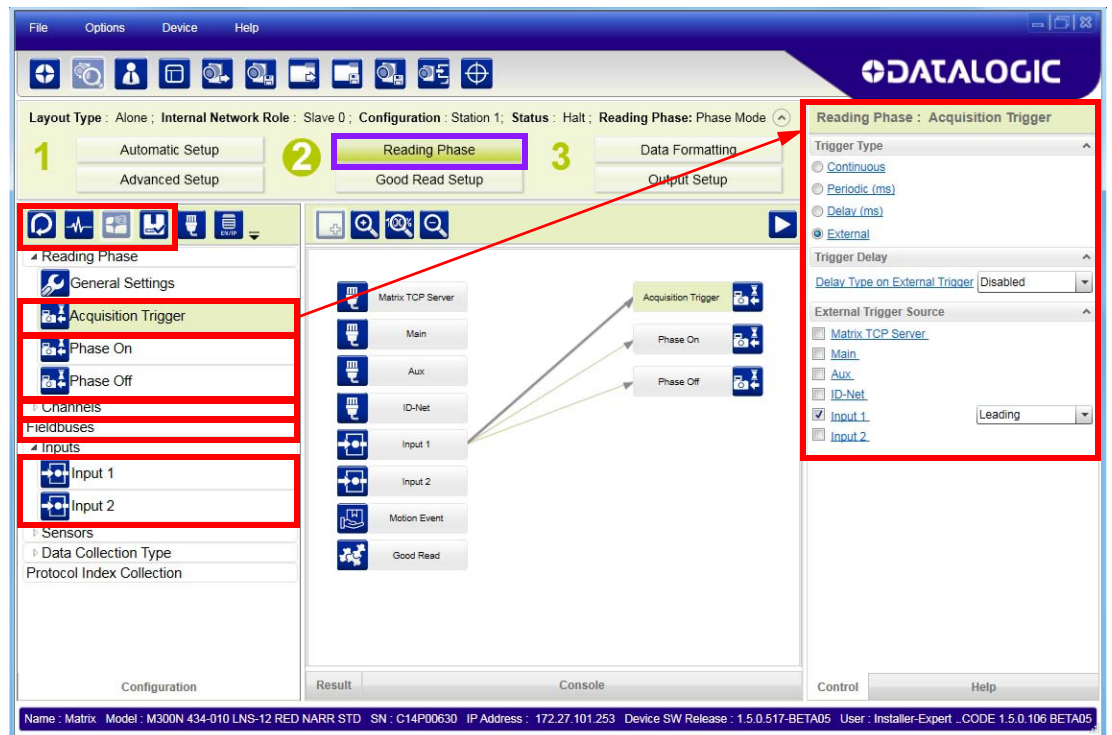 File Options Device Help
DATALOGIC
Layout Type : Alone ; Internal Network Role : Slave 0 ; Configuration : Station 1; Status : Halt ; Reading Phase: Phase Mode
1 Automatic Setup 2 Reading Phase 3 Data Formatting
Advanced Setup Good Read Setup Output Setup
EN/IP
100%
Reading Phase
General Settings
Acquisition Trigger
Phase On
Phase Off
Channels
Fieldbuses
Inputs
Input 1
Input 2
Sensors
Data Collection Type
Protocol Index Collection
Configuration
Matrix TCP Server
Main
Aux
ID-Net
Input 1
Input 2
Motion Event
Good Read
Acquisition Trigger
Phase On
Phase Off
Result Console
Reading Phase : Acquisition Trigger
Trigger Type
Continuous
Periodic (ms)
Delay (ms)
External
Trigger Delay
Delay Type on External Trigger Disabled
External Trigger Source
Matrix TCP Server
Main
Aux
ID-Net
Input 1 Leading
Input 2
Control Help
Name : Matrix Model : M300N 434-010 LNS-12 RED NARR STD SN : C14P00630 IP Address : 172.27.101.253 Device SW Release : 1.5.0.517-BETA05 User : Installer-Expert _CODE 1.5.0.106 BETA05